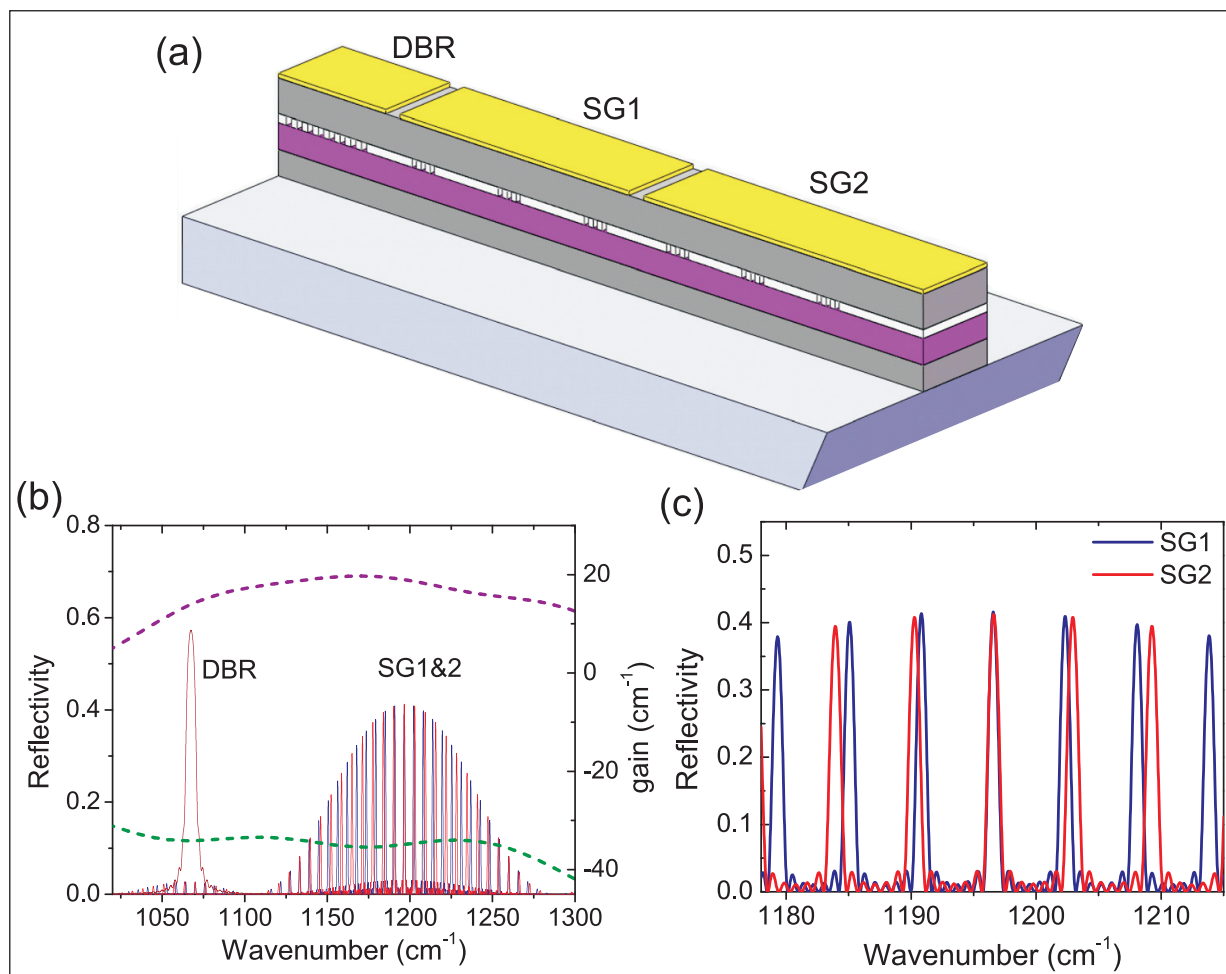 (a)
DBR
SG1
SG2
(b)
0.8
0.6
0.4
0.2
0.0
Reflectivity
1050
1100
1150
1200
1250
1300
Wavenumber (cm-1)
20
0
-20
-40
gain (cm-1)
DBR
SG1&2
(c)
0.5
0.4
0.3
0.2
0.1
0.0
Reflectivity
1180
1190
1200
1210
Wavenumber (cm-1)
SG1
SG2